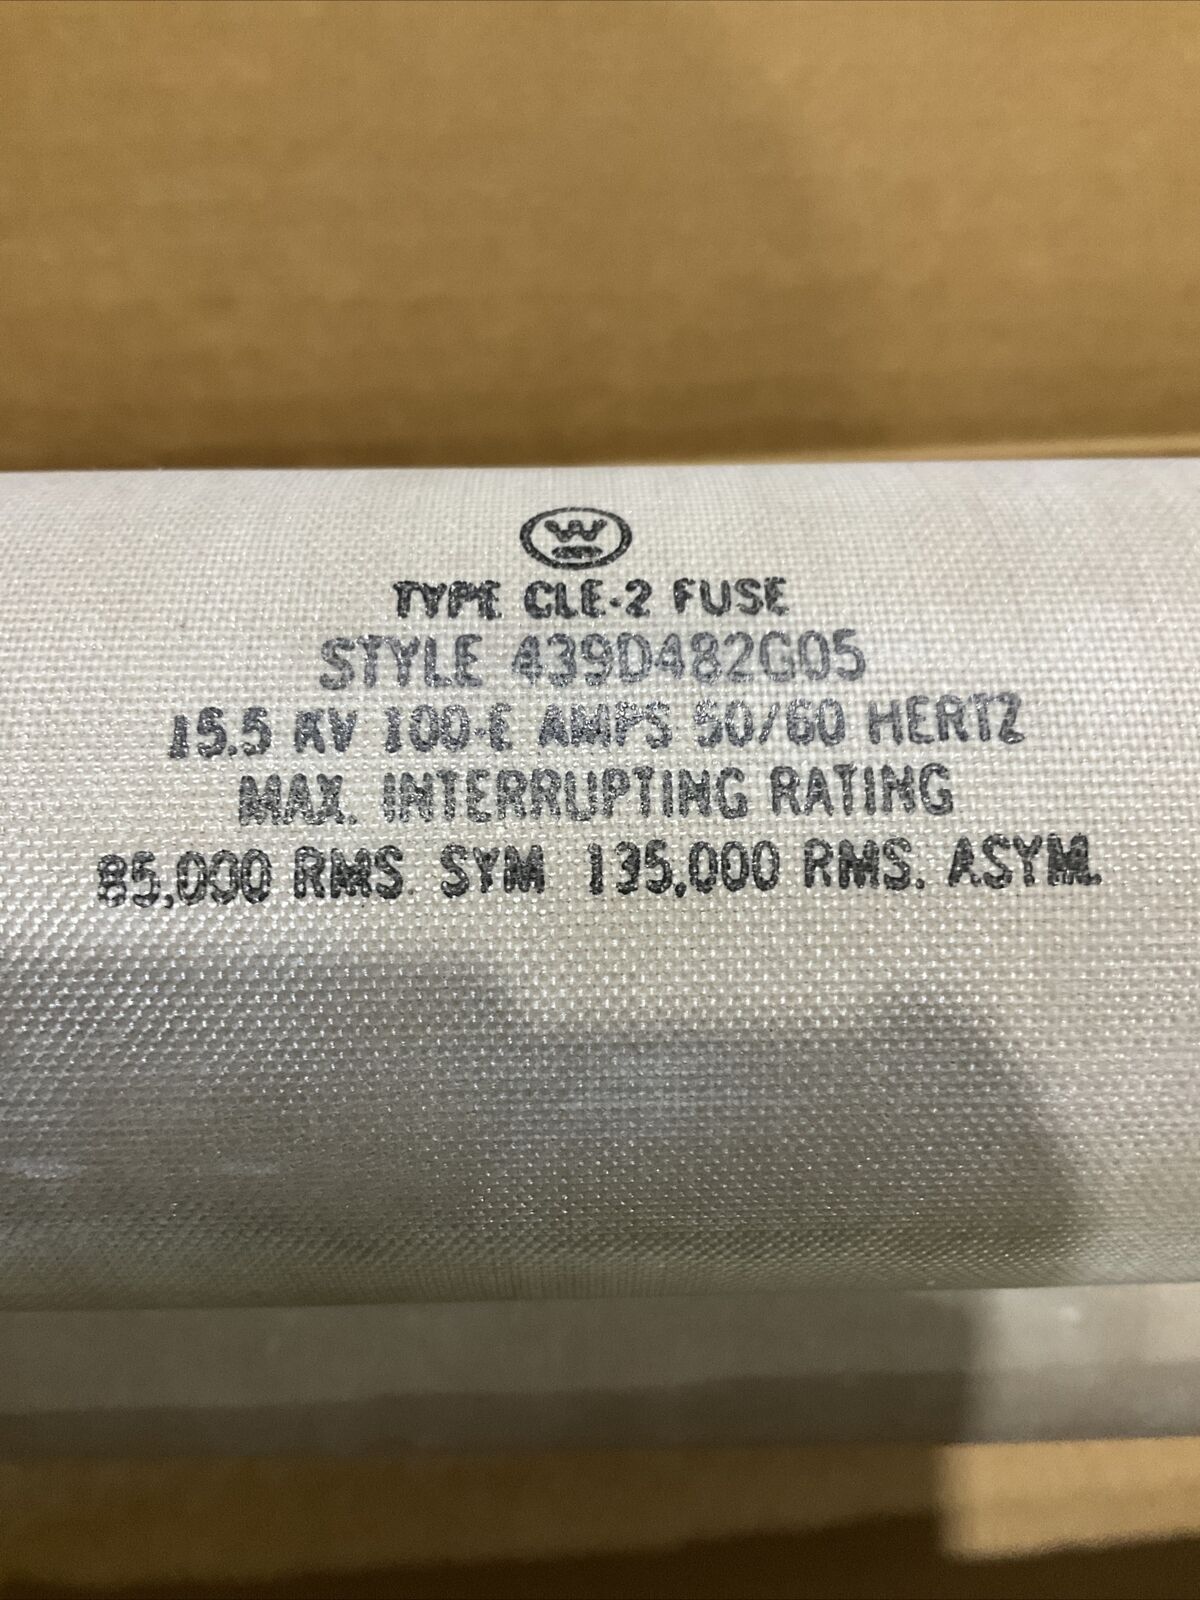 W
TYPE CLE-2 FUSE
STYLE 439D482G05
15.5 KV 100-E AMPS 50/60 HERTZ
MAX. INTERRUPTING RATING
85,000 RMS. SYM 135,000 RMS. ASYM.